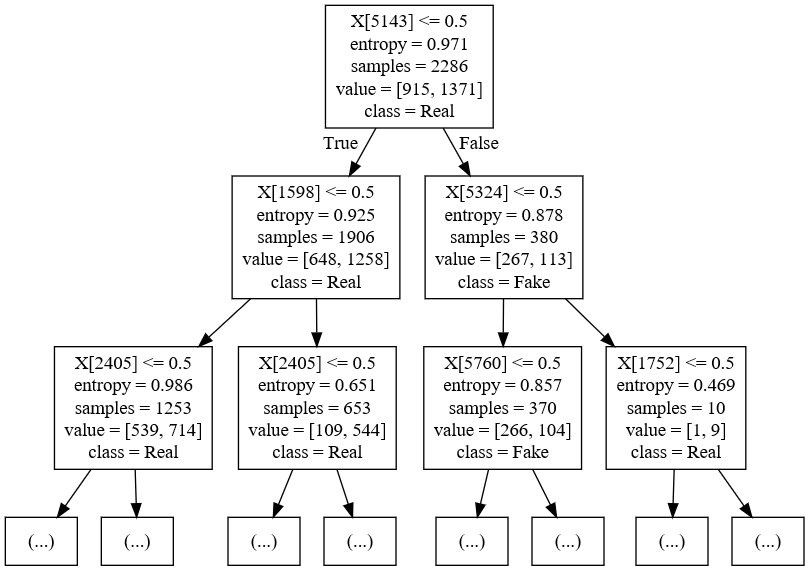 X[5143] <= 0.5
entropy = 0.971
samples = 2286
value = [915, 1371]
class = Real
True
False
X[1598] <= 0.5
entropy = 0.925
samples = 1906
value = [648, 1258]
class = Real
X[5324] <= 0.5
entropy = 0.878
samples = 380
value = [267, 113]
class = Fake
X[2405] <= 0.5
entropy = 0.986
samples = 1253
value = [539, 714]
class = Real
X[2405] <= 0.5
entropy = 0.651
samples = 653
value = [109, 544]
class = Real
X[5760] <= 0.5
entropy = 0.857
samples = 370
value = [266, 104]
class = Fake
X[1752] <= 0.5
entropy = 0.469
samples = 10
value = [1, 9]
class = Real
(...)
(...)
(...)
(...)
(...)
(...)
(...)
(...)